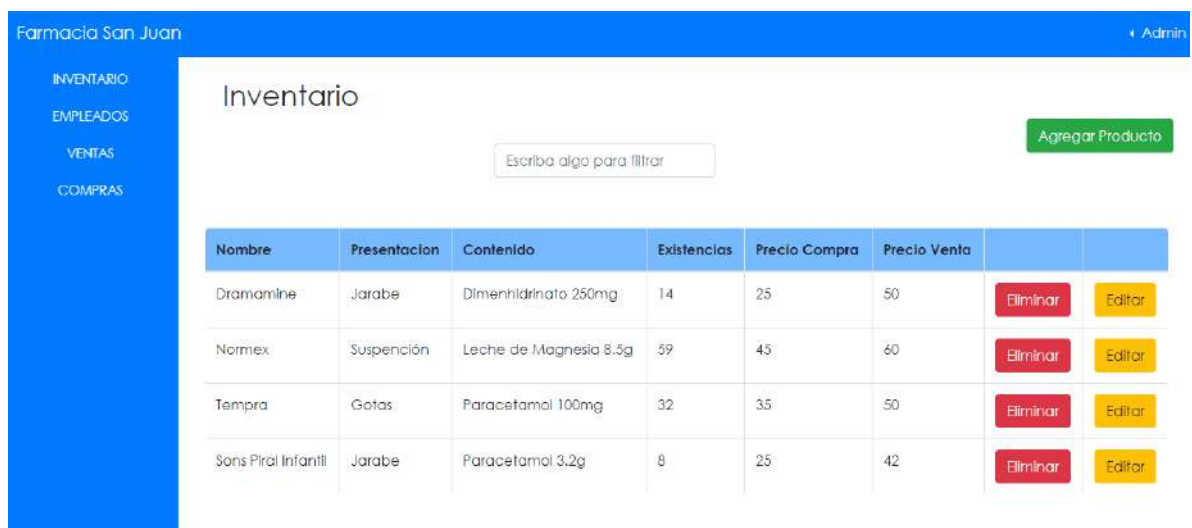 Farmacia San Juan Admin
INVENTARIO
EMPLEADOS
VENTAS
COMPRAS
Inventario
Agregar Producto
Escriba algo para filtrar
Nombre Presentacion Contenido Existencias Precio Compra Precio Venta
Dramamine Jarabe Dimenhidrinato 250mg 14 25 50 Eliminar Editar
Normex Suspención Leche de Magnesia 8.5g 59 45 60 Eliminar Editar
Tempra Gotas Paracetamol 100mg 32 35 50 Eliminar Editar
Sons Piral Infantil Jarabe Paracetamol 3.2g 8 25 42 Eliminar Editar